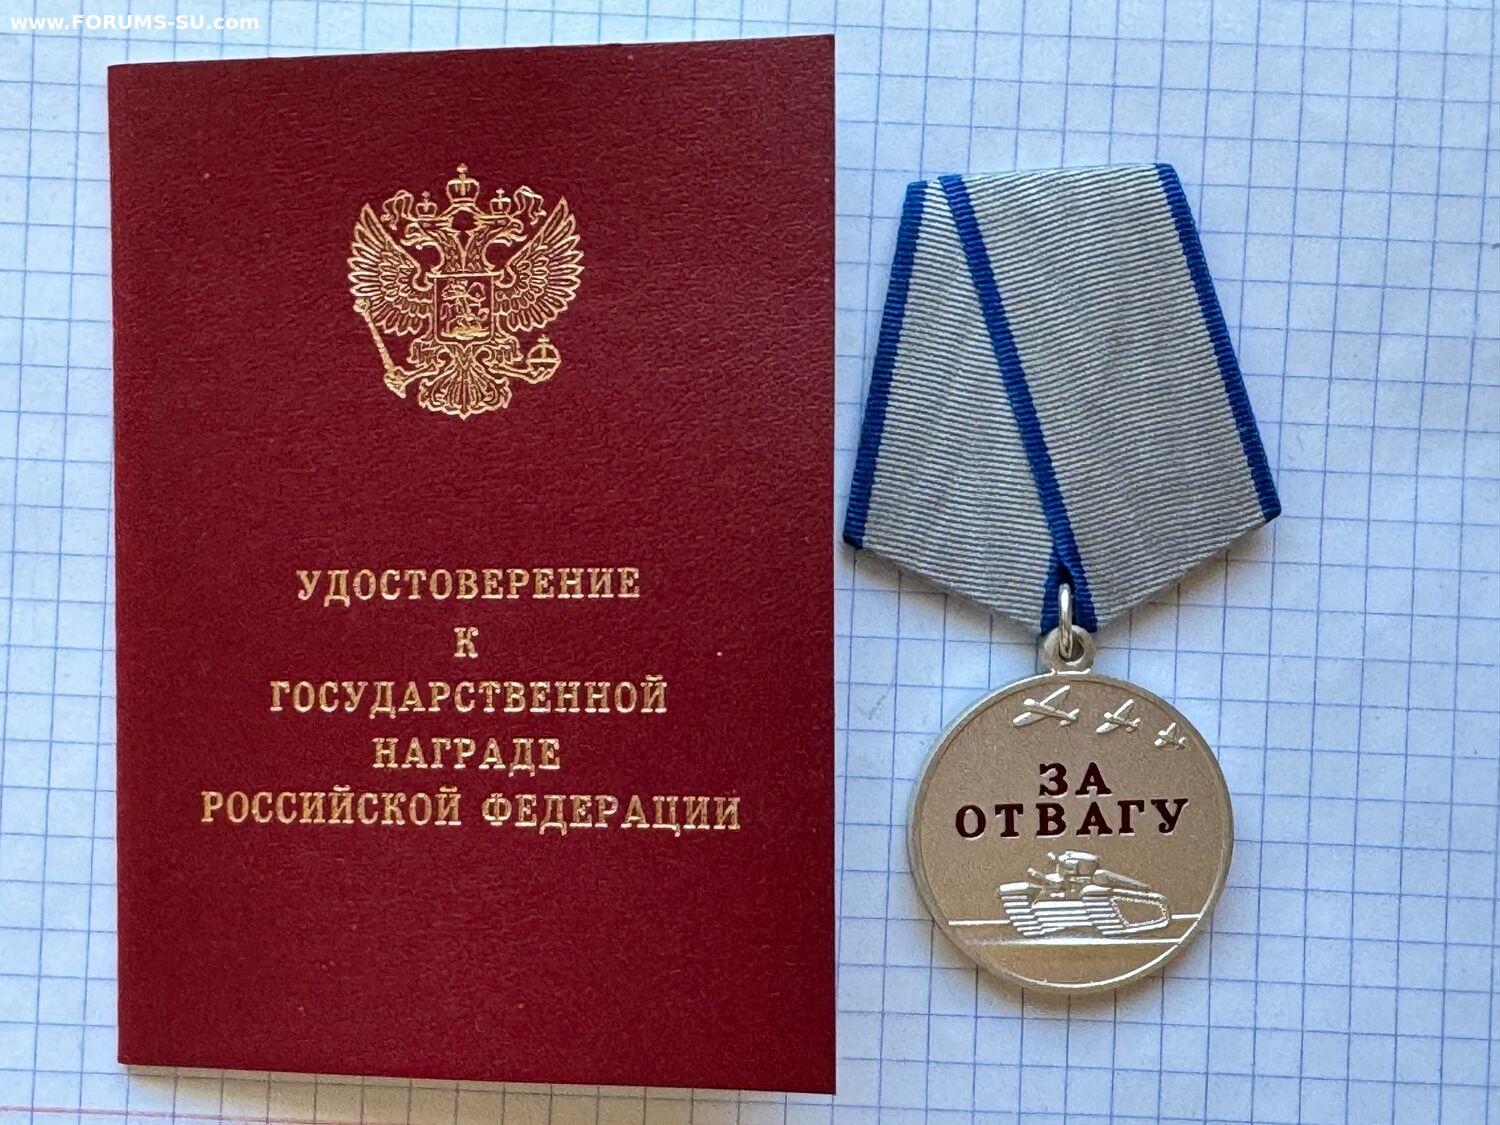 www.FORUMS-SU.com
УДОСТОВЕРЕНИЕ
К
ГОСУДАРСТВЕННОЙ
НАГРАДЕ
РОССИЙСКОЙ ФЕДЕРАЦИИ
ЗА
ОТВАГУ